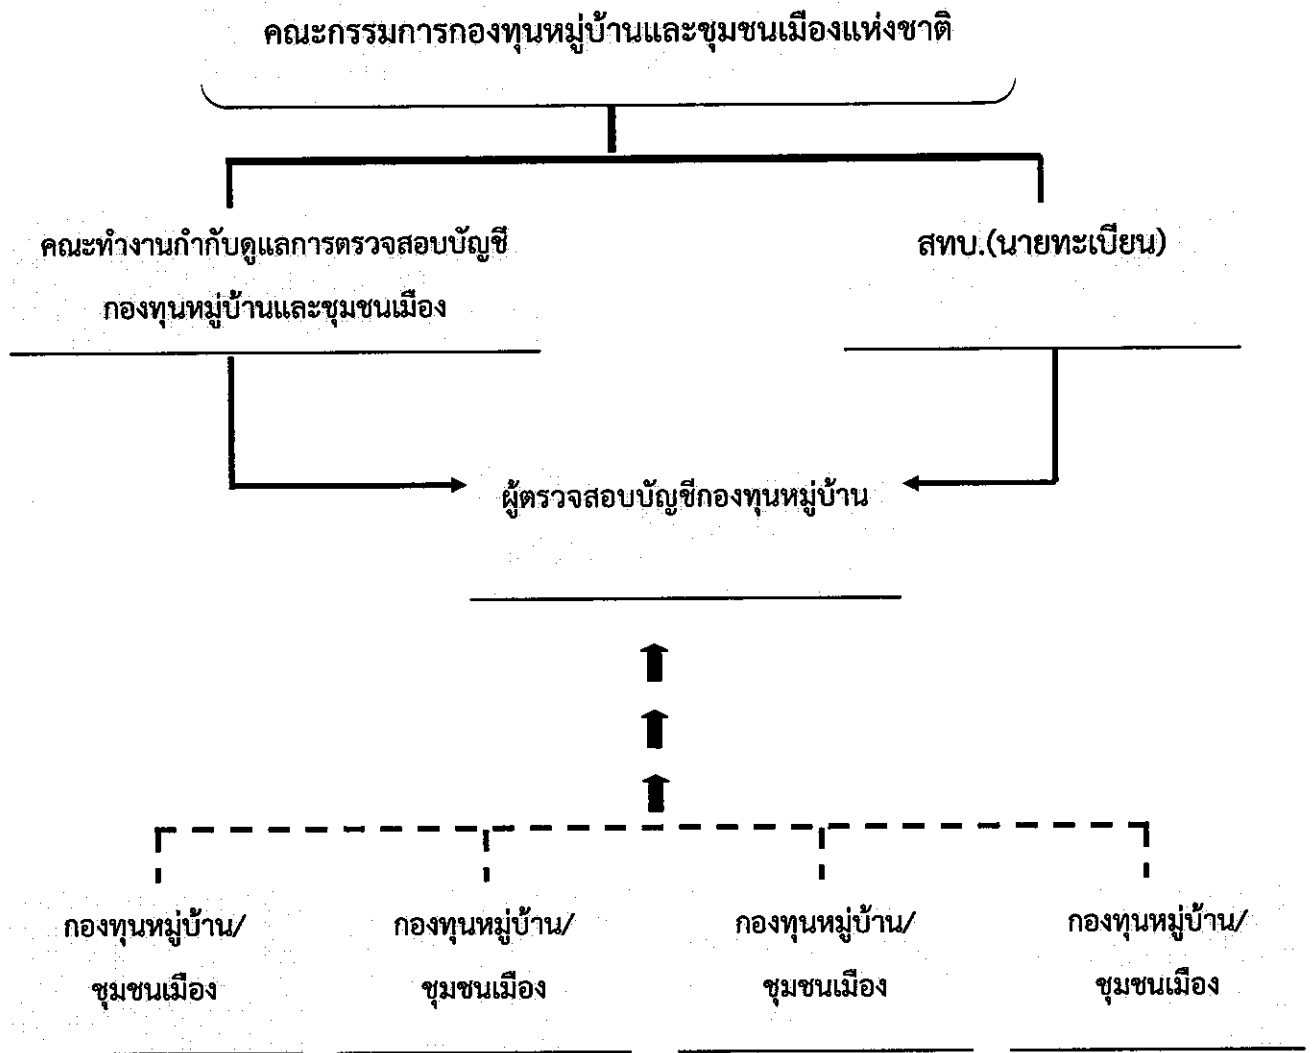 คณะกรรมการกองทุนหมู่บ้านและชุมชนเมืองแห่งชาติ
คณะทำงานกำกับดูแลการตรวจสอบบัญชี
กองทุนหมู่บ้านและชุมชนเมือง
สทบ.(นายทะเบียน)
ผู้ตรวจสอบบัญชีกองทุนหมู่บ้าน
กองทุนหมู่บ้าน/
ชุมชนเมือง
กองทุนหมู่บ้าน/
ชุมชนเมือง
กองทุนหมู่บ้าน/
ชุมชนเมือง
กองทุนหมู่บ้าน/
ชุมชนเมือง